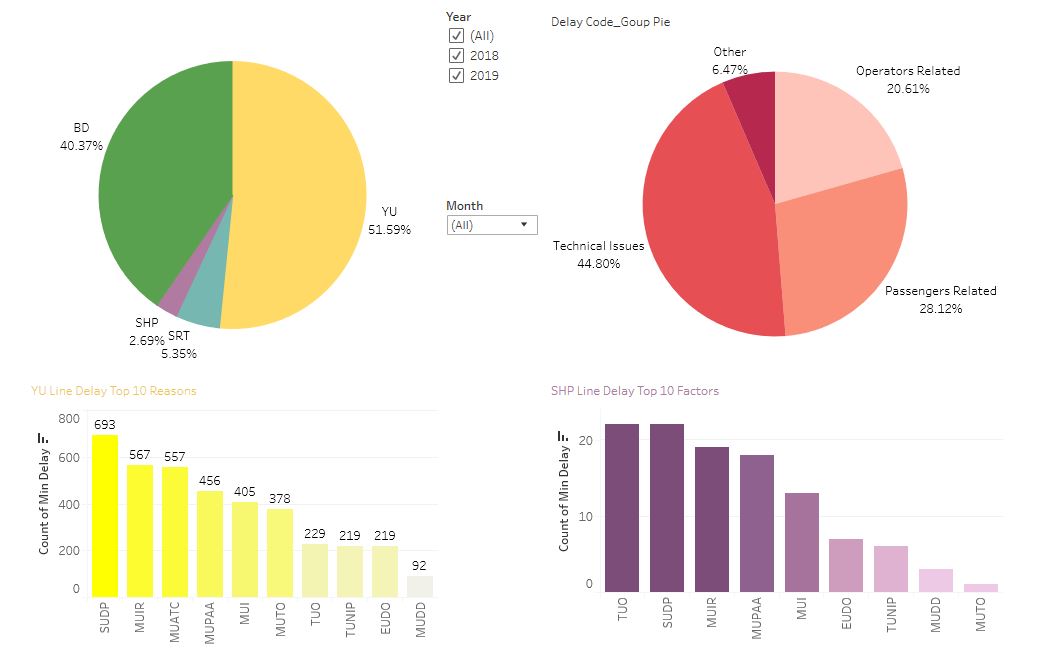 Year
(All)
2018
2019
Month
(All)
BD
40.37%
YU
51.59%
SHP
2.69%
SRT
5.35%
Delay Code_Goup Pie
Other
6.47%
Operators Related
20.61%
Technical Issues
44.80%
Passengers Related
28.12%
YU Line Delay Top 10 Reasons
Count of Min Delay
800
600
400
200
0
693
567
557
456
405
378
229
219
219
92
SUDP
MUIR
MUATC
MUPAA
MUI
MUTO
TUO
TUNIP
EUDO
MUDD
SHP Line Delay Top 10 Factors
Count of Min Delay
20
10
0
TUO
SUDP
MUIR
MUPAA
MUI
EUDO
TUNIP
MUDD
MUTO